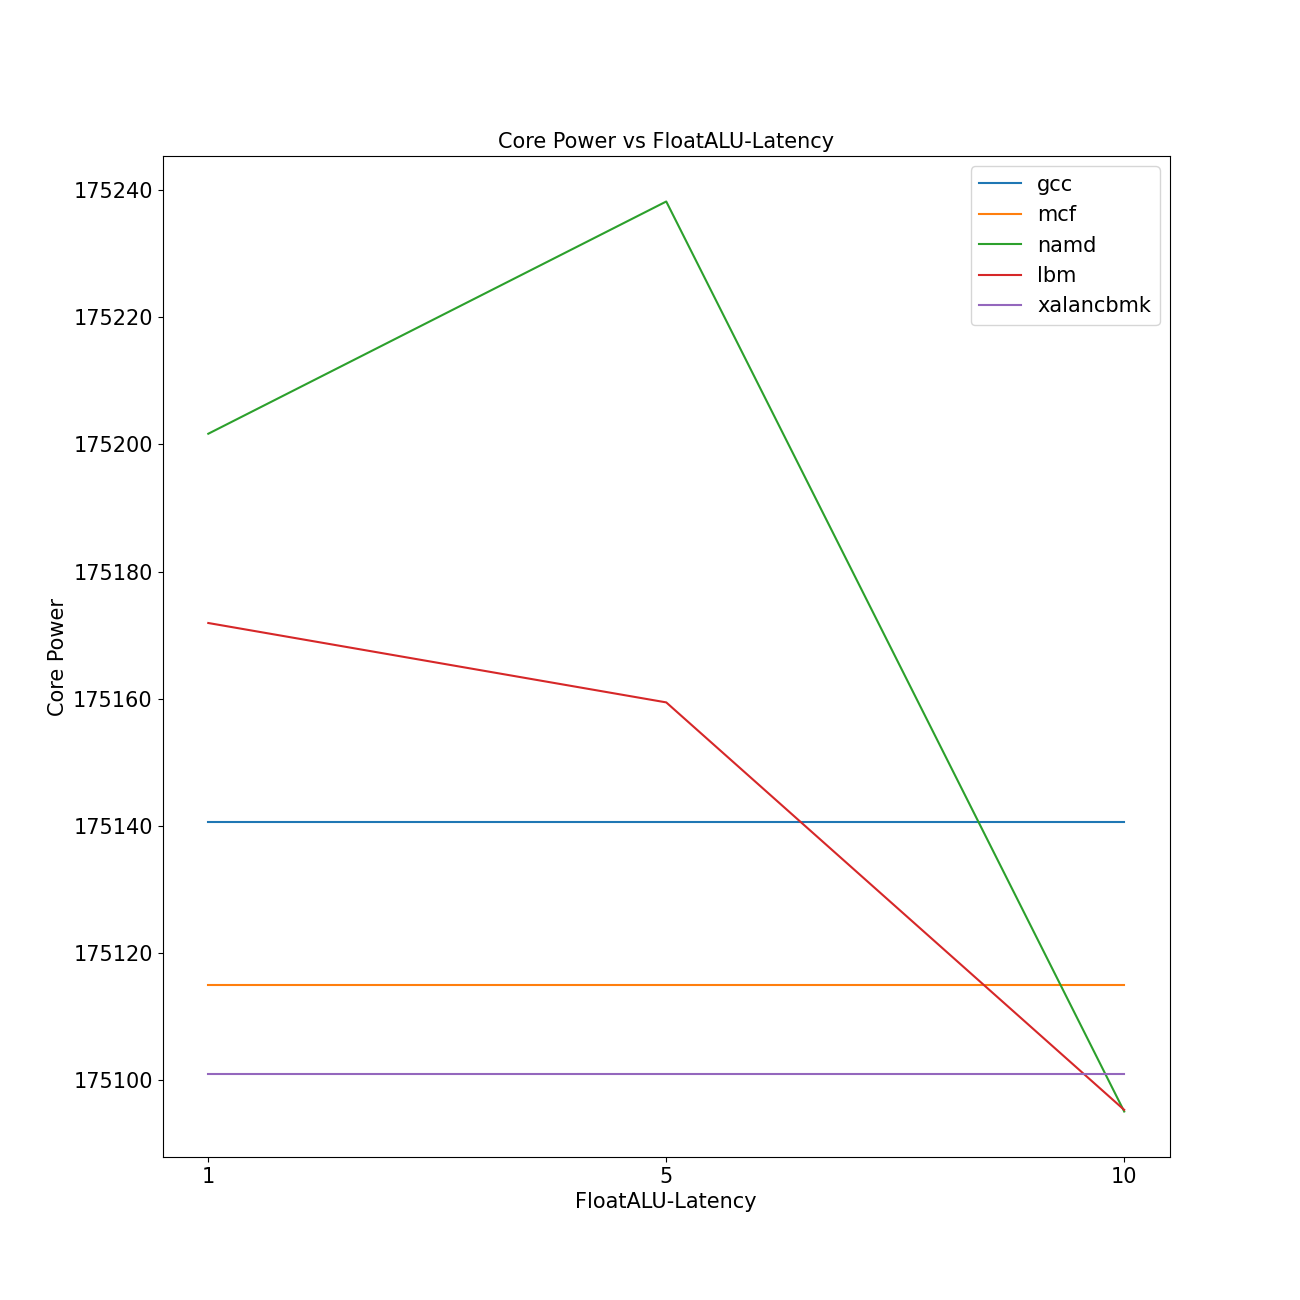 Core Power vs FloatALU-Latency
gcc
mcf
namd
lbm
xalancbmk
175240
175220
175200
175180
175160
175140
175120
175100
Core Power
1 5 10
FloatALU-Latency